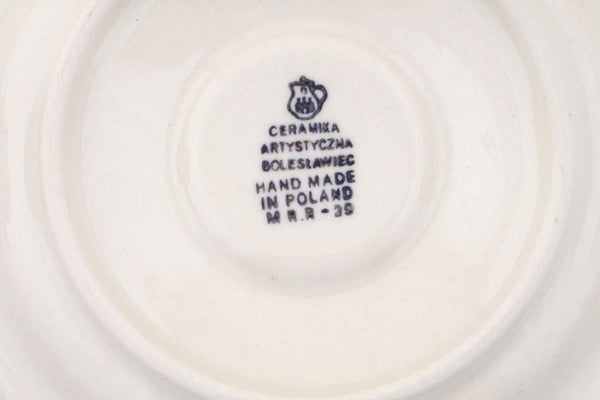 CERAMIKA
ARTYSTYCZNA
BOLESŁAWIEC
HAND MADE
IN POLAND
M R.R - 39